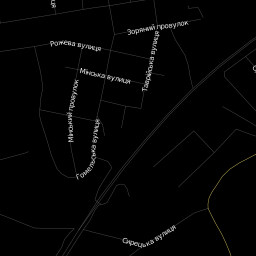 Зоряний провулок
Рожева вулиця
Мінська вулиця
Таврійська вулиця
Мінський провулок
Гомельська вулиця
Сирецька вулиця